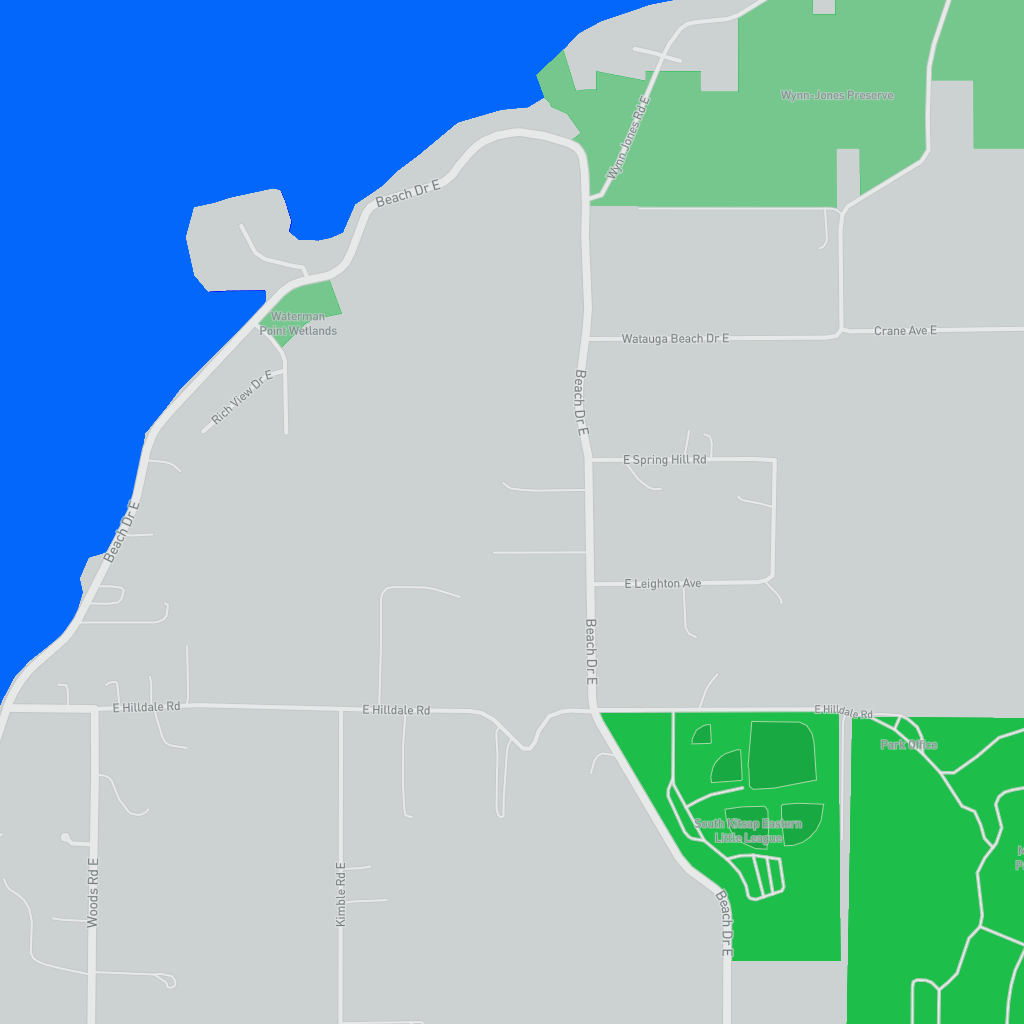 Wynn-Jones Preserve
Wynn Jones Rd E
Beach Dr E
Waterman
Point Wetlands
Crane Ave E
Watauga Beach Dr E
Rich View Dr E
Beach Dr E
E Spring Hill Rd
Beach Dr E
E Leighton Ave
Beach Dr E
E Hilldale Rd
E Hilldale Rd
E Hilldale Rd
Park Office
South Kitsap Eastern
Little League
Woods Rd E
Kimble Rd E
Beach Dr E